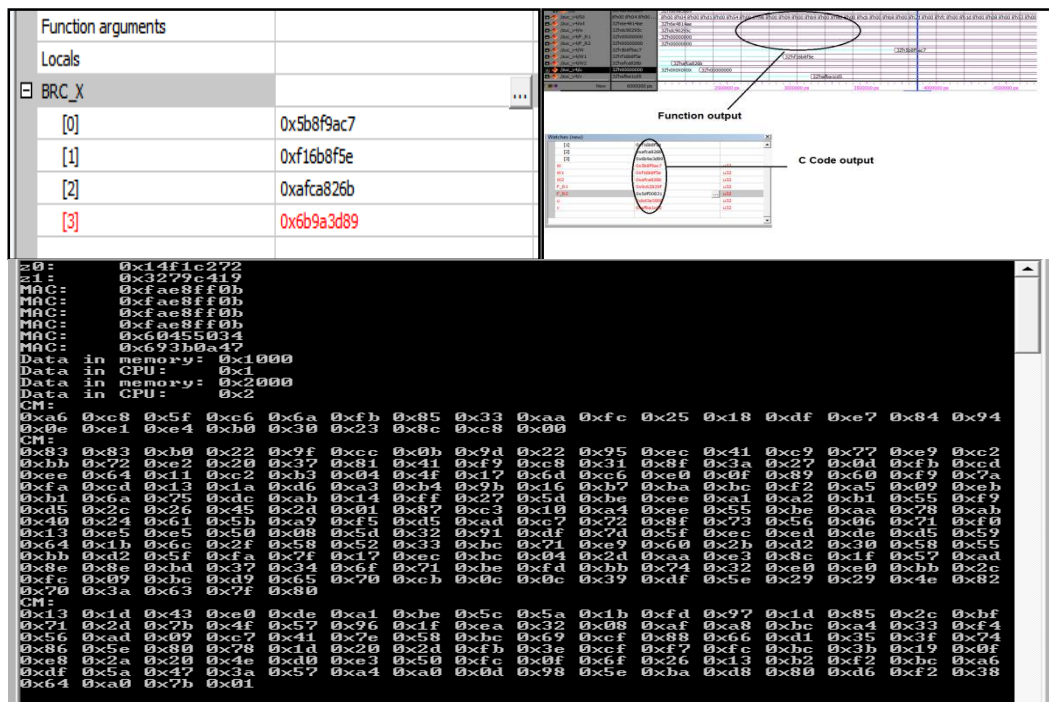 Function arguments
Locals
BRC_X ...
[0] 0x5b8f9ac7
[1] 0xf16b8f5e
[2] 0xafca826b
[3] 0x6b9a3d89
Function output
Watches (new)
C Code output
z0: 0x14f1c272
z1: 0x3279c419
MAC: 0xfae8ff0b
MAC: 0xfae8ff0b
MAC: 0xfae8ff0b
MAC: 0x60455034
MAC: 0x693b0a47
Data in memory: 0x1000
Data in CPU: 0x1
Data in memory: 0x2000
Data in CPU: 0x2
CM:
0xa6 0xc8 0x5f 0xc6 0x6a 0xfb 0x85 0x33 0xaa 0xfc 0x25 0x18 0xdf 0xe7 0x84 0x94
0x0e 0xe1 0xe4 0xb0 0x30 0x23 0x8c 0xc8 0x00
CM:
0x83 0x83 0xb0 0x22 0x9f 0xcc 0x0b 0x9d 0x22 0x95 0xec 0x41 0xc9 0x77 0xe9 0xc2
0xbb 0x72 0xe2 0x20 0x37 0x81 0x41 0xf9 0xc8 0x31 0x8f 0x3a 0x27 0x0d 0xfb 0xcd
0xee 0x64 0x11 0xc2 0xb3 0x04 0x4f 0x17 0x6d 0xc6 0xe0 0x0f 0x89 0x60 0xf9 0x7a
0xfa 0xcd 0x13 0x1a 0xd6 0xa3 0xb4 0x9b 0x16 0xb7 0xba 0xbc 0xf2 0xa5 0x09 0xeb
0xb1 0x6a 0x75 0xdc 0xab 0x14 0xff 0x27 0x5d 0xbe 0xee 0xa1 0xa2 0xb1 0x55 0xf9
0xd5 0x2c 0x26 0x45 0x2d 0x01 0x87 0xc3 0x10 0xa4 0xee 0x55 0xbe 0xaa 0x78 0xab
0x40 0x24 0x61 0x5b 0xa9 0xf5 0xd5 0xad 0xc7 0x72 0x8f 0x73 0x56 0x06 0x71 0xf0
0x13 0xe5 0xe5 0x50 0x08 0x5d 0x32 0x91 0xdf 0x7d 0x5f 0xec 0xed 0xde 0xd5 0x59
0x64 0x1b 0x6c 0x2f 0x58 0x52 0x33 0xbc 0x71 0xe9 0x60 0x2b 0xd2 0x30 0x58 0x55
0xbb 0xd2 0x5f 0xfa 0x7f 0x17 0xec 0xbc 0x04 0x2d 0xaa 0xe3 0x8c 0x1f 0x57 0xad
0x8e 0x8e 0xbd 0x37 0x34 0x6f 0x71 0xbe 0xfd 0xbb 0x74 0x32 0xe0 0xe0 0xbb 0x2c
0xfc 0x09 0xbc 0xd9 0x65 0x70 0xcb 0x0c 0x0c 0x39 0xdf 0x5e 0x29 0x29 0x4e 0x82
0x70 0x3a 0x63 0x7f 0x80
CM:
0x13 0x1d 0x43 0xe0 0xde 0xa1 0xbe 0x5c 0x5a 0x1b 0xfd 0x97 0x1d 0x85 0x2c 0xbf
0x71 0x2d 0x7b 0x4f 0x57 0x96 0x1f 0xea 0x32 0x08 0xaf 0xa8 0xbc 0xa4 0x33 0xf4
0x56 0xad 0x09 0xc7 0x41 0x7e 0x58 0xbc 0x69 0xcf 0x88 0x66 0xd1 0x35 0x3f 0x74
0x86 0x5e 0x80 0x78 0x1d 0x20 0x2d 0xfb 0x3e 0xcf 0xf7 0xfc 0xbc 0x3b 0x19 0x0f
0xe8 0x2a 0x20 0x4e 0xd0 0xe3 0x50 0xfc 0x0f 0x6f 0x26 0x13 0xb2 0xf2 0xbc 0xa6
0xdf 0x5a 0x47 0x3a 0x57 0xa4 0xa0 0x0d 0x98 0x5e 0xba 0xd8 0x80 0xd6 0xf2 0x38
0x64 0xa0 0x7b 0x01